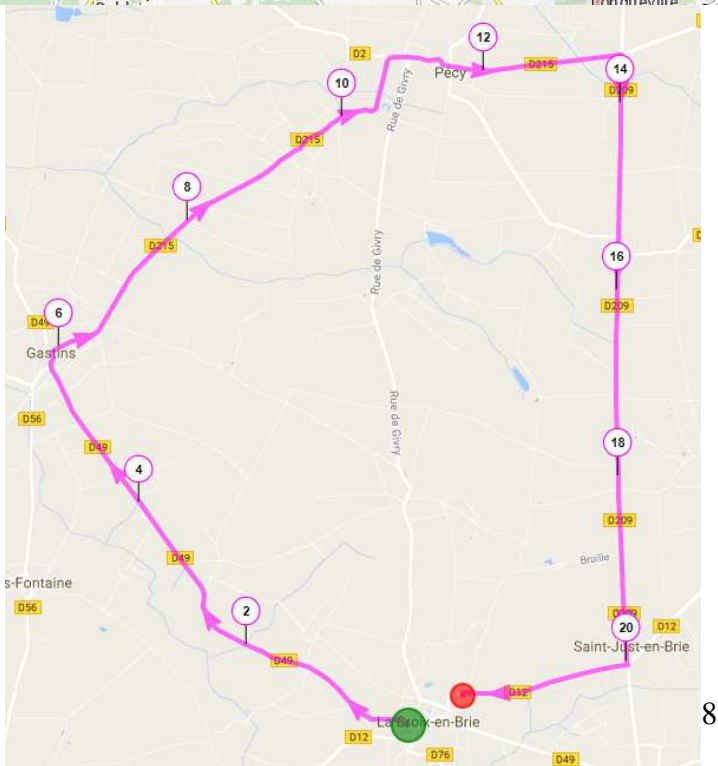 D2
12
Pécy
D215
14
D209
10
Rue de Givry
D215
8
D215
16
Rue de Givry
D209
6
D49
Gastins
D56
D49
Rue de Givry
4
18
D49
D209
Bruille
s-Fontaine
D56
2
D209
20
D12
Saint-Just-en-Brie
D49
D12
La Croix-en-Brie
8
D12
D76
D49